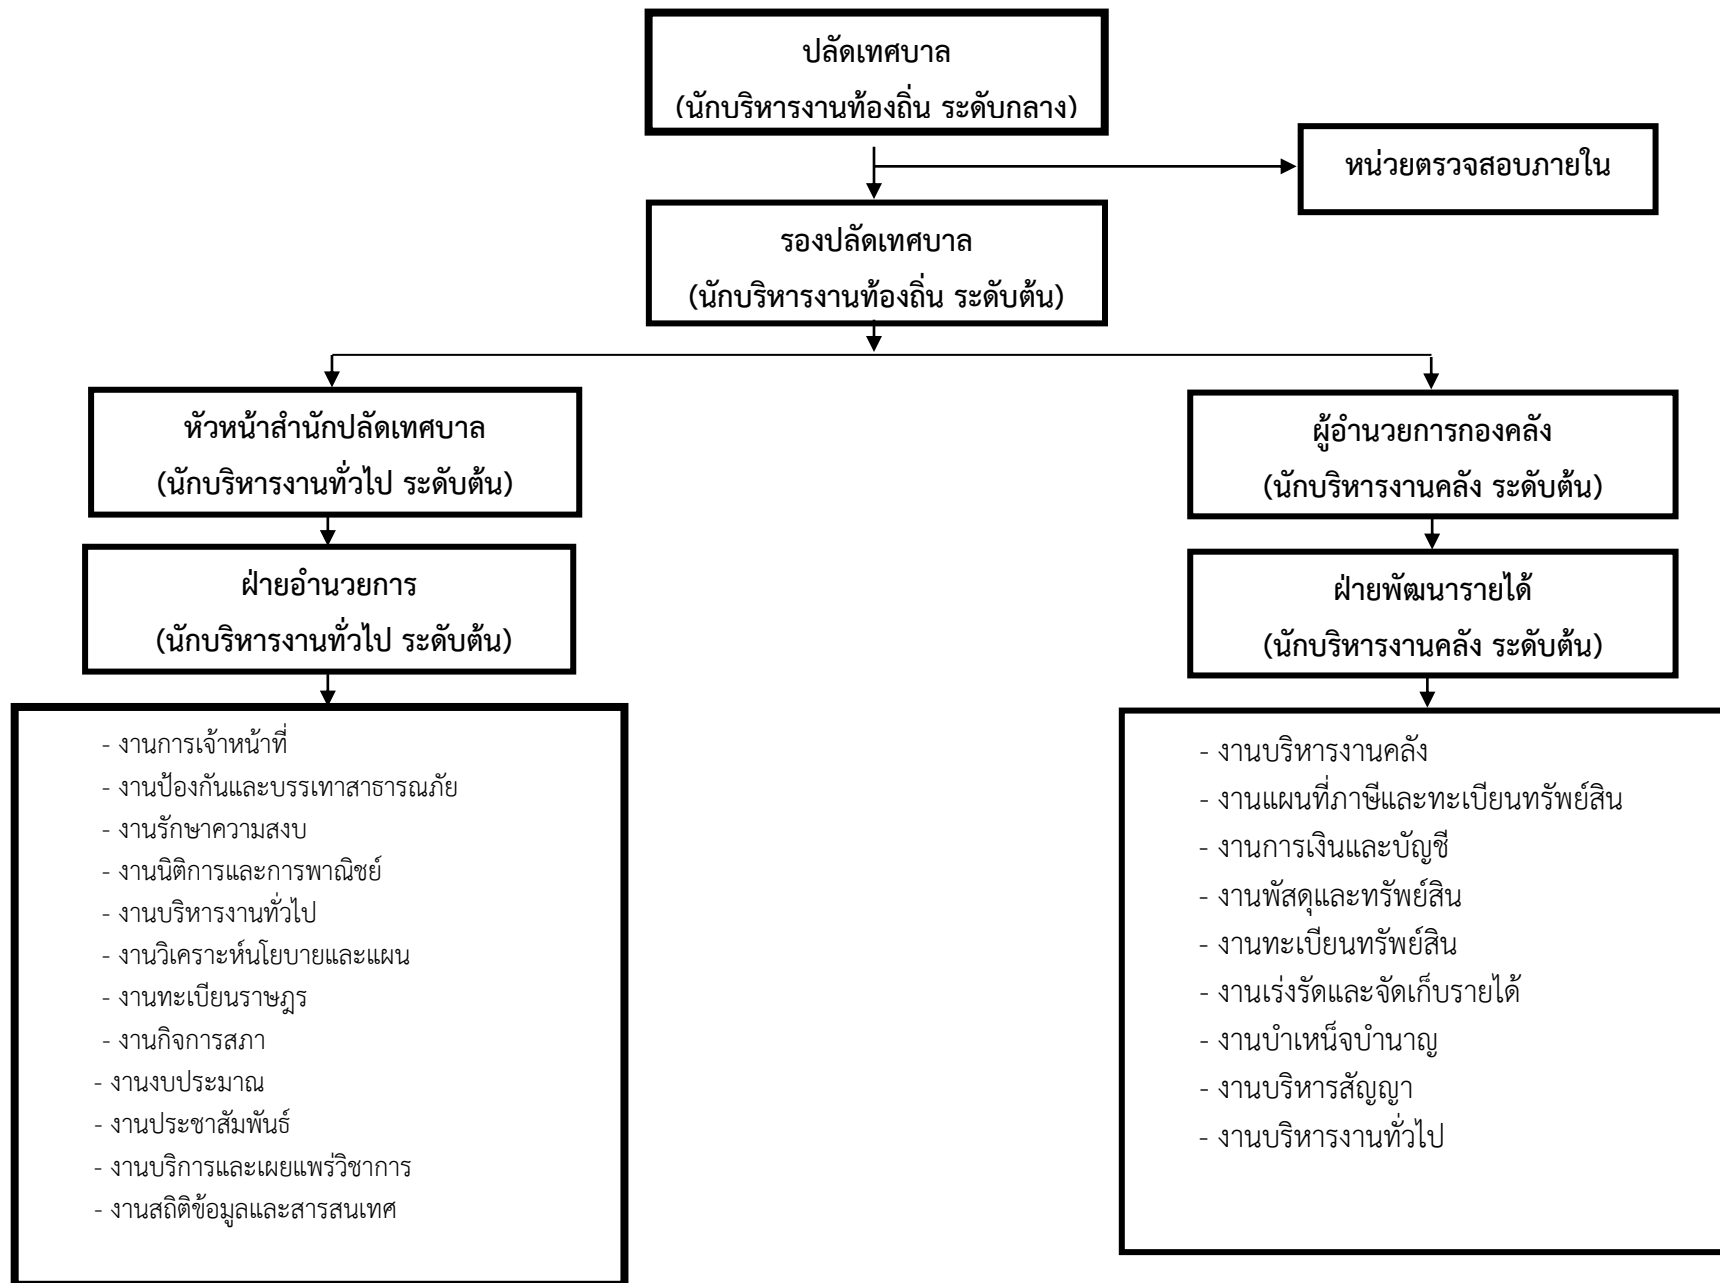 ปลัดเทศบาล
(นักบริหารงานท้องถิ่น ระดับกลาง)
หน่วยตรวจสอบภายใน
รองปลัดเทศบาล
(นักบริหารงานท้องถิ่น ระดับต้น)
หัวหน้าสำนักปลัดเทศบาล
(นักบริหารงานทั่วไป ระดับต้น)
ฝ่ายอำนวยการ
(นักบริหารงานทั่วไป ระดับต้น)
- งานการเจ้าหน้าที่
- งานป้องกันและบรรเทาสาธารณภัย
- งานรักษาความสงบ
- งานนิติการและการพาณิชย์
- งานบริหารงานทั่วไป
- งานวิเคราะห์นโยบายและแผน
- งานทะเบียนราษฎร
- งานกิจการสภา
- งานงบประมาณ
- งานประชาสัมพันธ์
- งานบริการและเผยแพร่วิชาการ
- งานสถิติข้อมูลและสารสนเทศ
ผู้อำนวยการกองคลัง
(นักบริหารงานคลัง ระดับต้น)
ฝ่ายพัฒนารายได้
(นักบริหารงานคลัง ระดับต้น)
- งานบริหารงานคลัง
- งานแผนที่ภาษีและทะเบียนทรัพย์สิน
- งานการเงินและบัญชี
- งานพัสดุและทรัพย์สิน
- งานทะเบียนทรัพย์สิน
- งานเร่งรัดและจัดเก็บรายได้
- งานบำเหน็จบำนาญ
- งานบริหารสัญญา
- งานบริหารงานทั่วไป